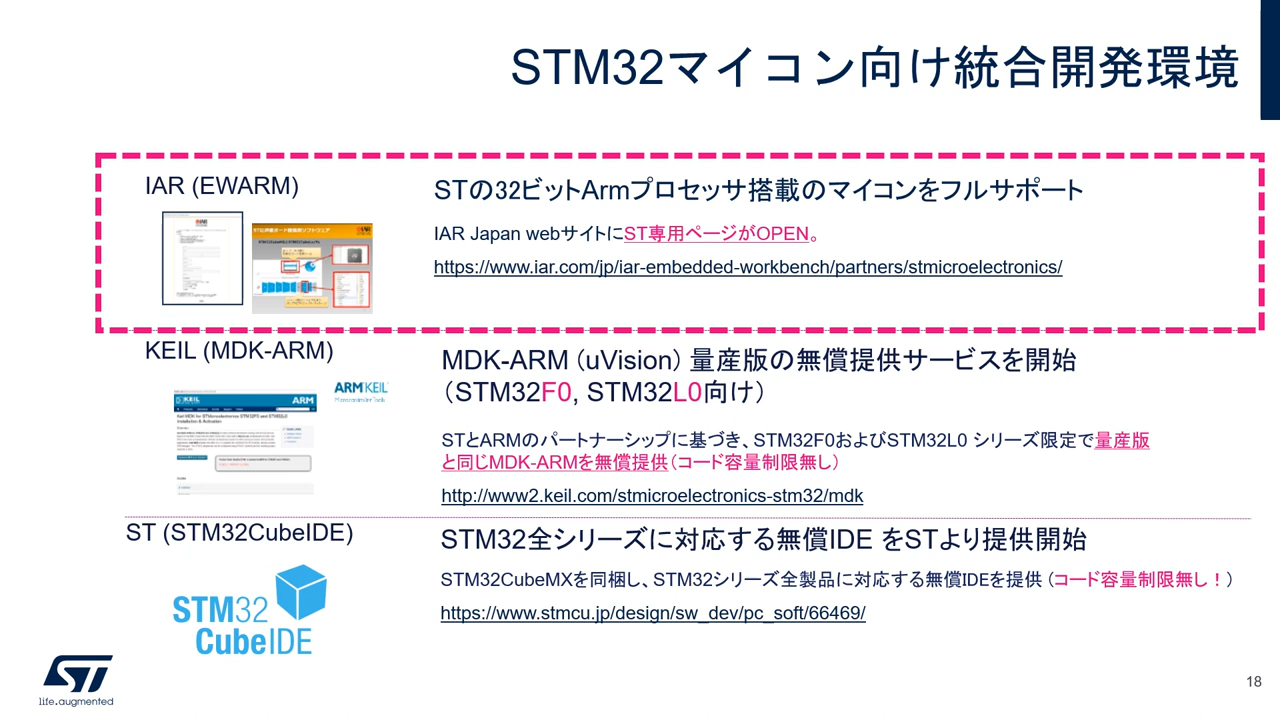 STM32マイコン向け統合開発環境
IAR (EWARM)
STの32ビットArmプロセッサ搭載のマイコンをフルサポート
IAR Japan webサイトにST専用ページがOPEN。
https://www.iar.com/jp/iar-embedded-workbench/partners/stmicroelectronics/
KEIL (MDK-ARM)
ARM KEIL
Microcontroller Tools
KEIL
ARM
MDK-ARM (uVision) 量産版の無償提供サービスを開始
（STM32F0, STM32L0向け）
STとARMのパートナーシップに基づき、STM32F0およびSTM32L0 シリーズ限定で量産版
と同じMDK-ARMを無償提供（コード容量制限無し）
http://www2.keil.com/stmicroelectronics-stm32/mdk
ST (STM32CubeIDE)
STM32
CubeIDE
STM32全シリーズに対応する無償IDE をSTより提供開始
STM32CubeMXを同梱し、STM32シリーズ全製品に対応する無償IDEを提供 (コード容量制限無し！)
https://www.stmcu.jp/design/sw_dev/pc_soft/66469/
ST
life.augmented
18